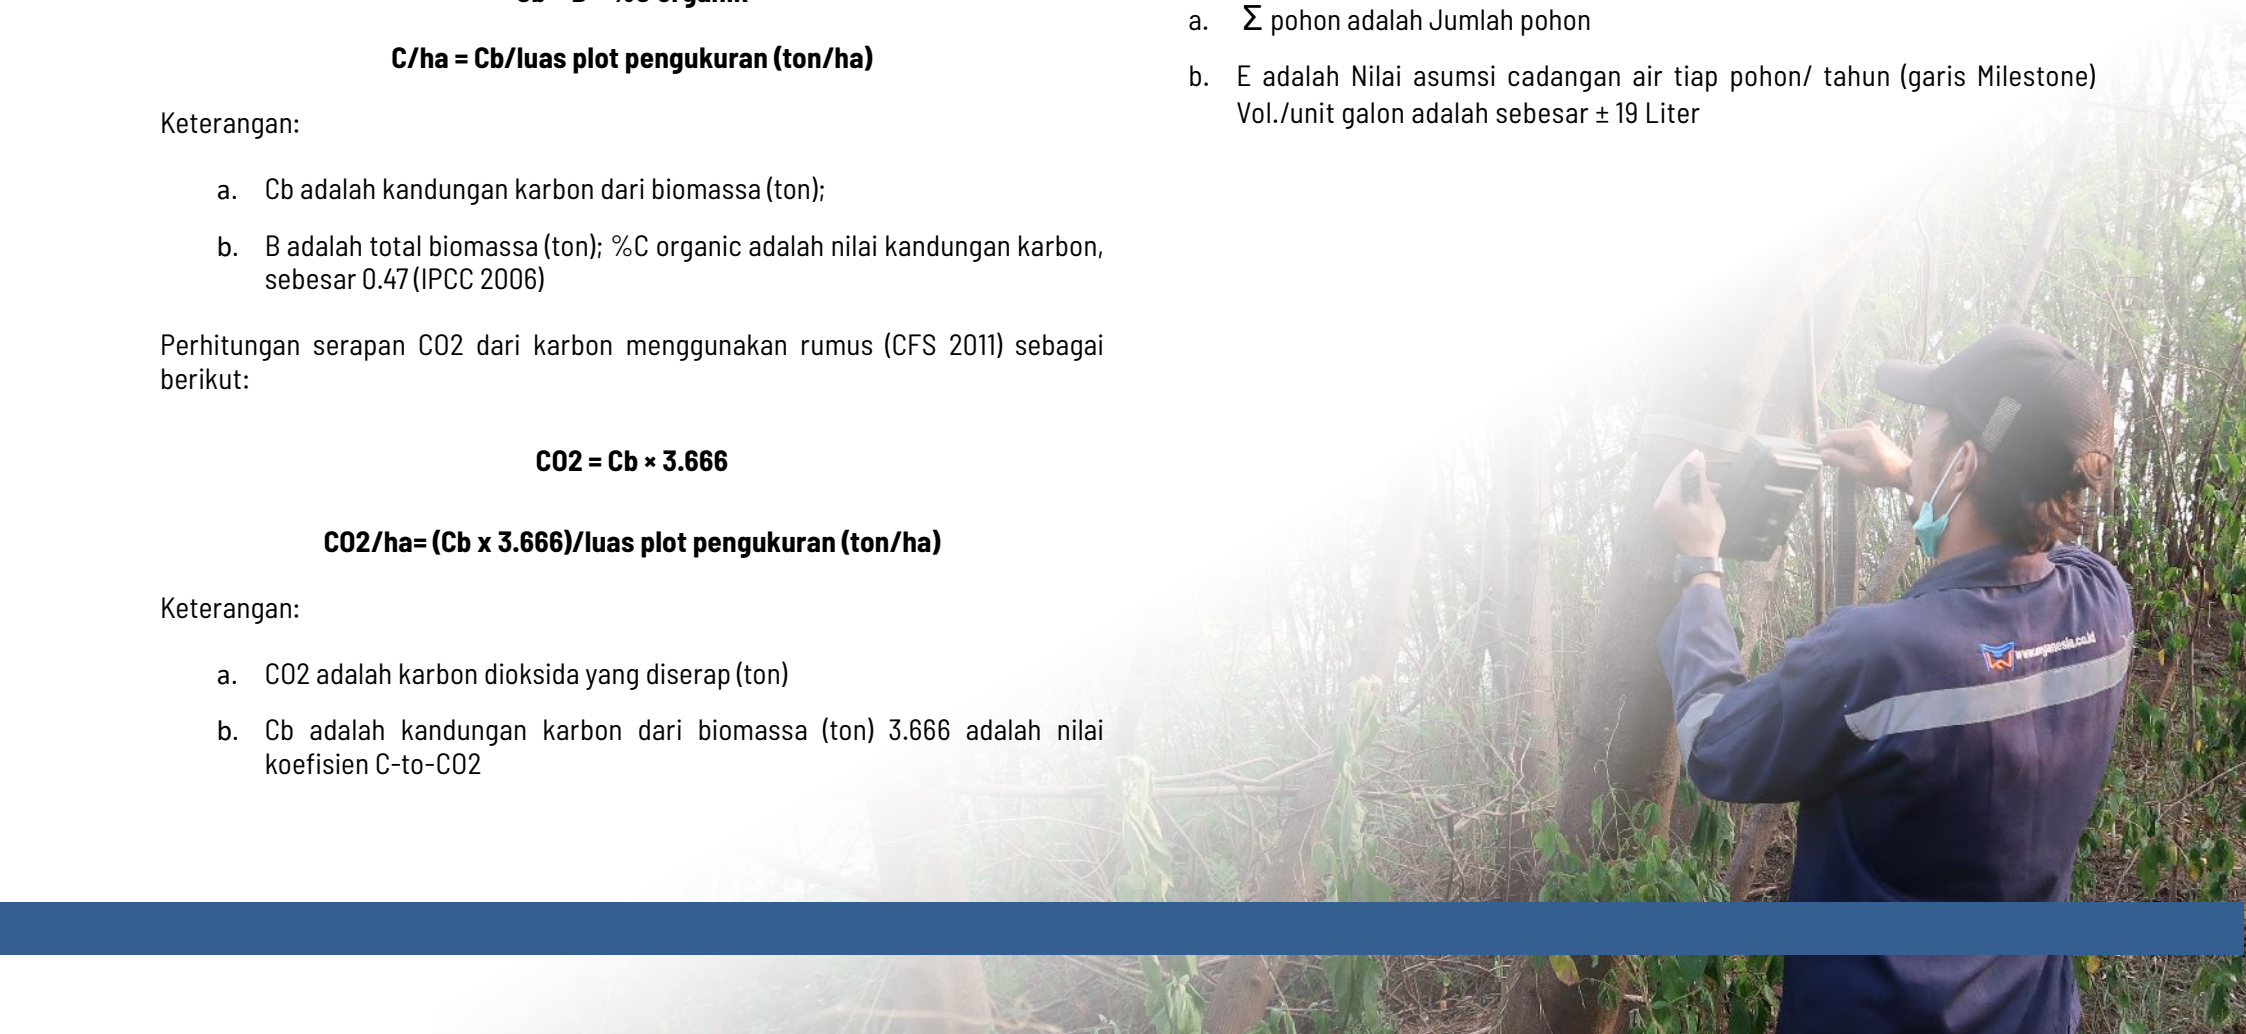 C/ha = Cb/luas plot pengukuran (ton/ha)
Keterangan:
a. Cb adalah kandungan karbon dari biomassa (ton);
b. B adalah total biomassa (ton); %C organic adalah nilai kandungan karbon,
sebesar 0.47 (IPCC 2006)
Perhitungan serapan CO2 dari karbon menggunakan rumus (CFS 2011) sebagai
berikut:
CO2 = Cb × 3.666
CO2/ha= (Cb x 3.666)/luas plot pengukuran (ton/ha)
Keterangan:
a. CO2 adalah karbon dioksida yang diserap (ton)
b. Cb adalah kandungan karbon dari biomassa (ton) 3.666 adalah nilai
koefisien C-to-CO2
a. Σ pohon adalah Jumlah pohon
b. E adalah Nilai asumsi cadangan air tiap pohon/ tahun (garis Milestone)
Vol./unit galon adalah sebesar ± 19 Liter